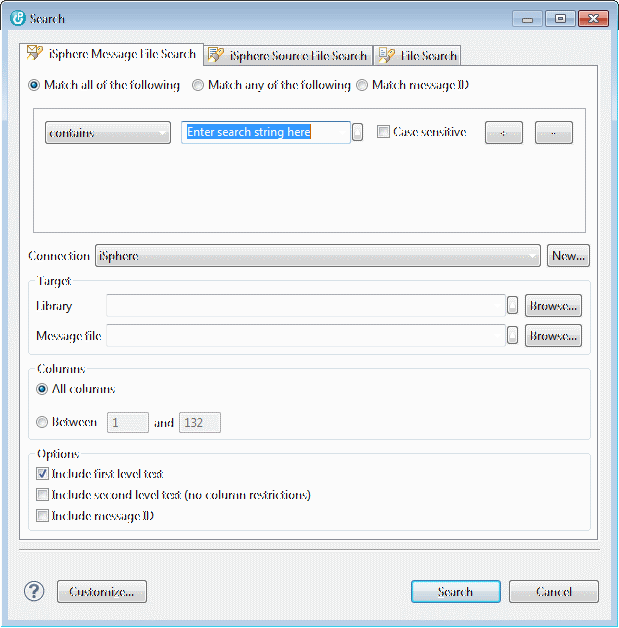 Search
iSphere Message File Search iSphere Source File Search File Search
Match all of the following Match any of the following Match message ID
contains Enter search string here Case sensitive + -
Connection iSphere New...
Target
Library Browse...
Message file Browse...
Columns
All columns
Between 1 and 132
Options
Include first level text
Include second level text (no column restrictions)
Include message ID
? Customize... Search Cancel